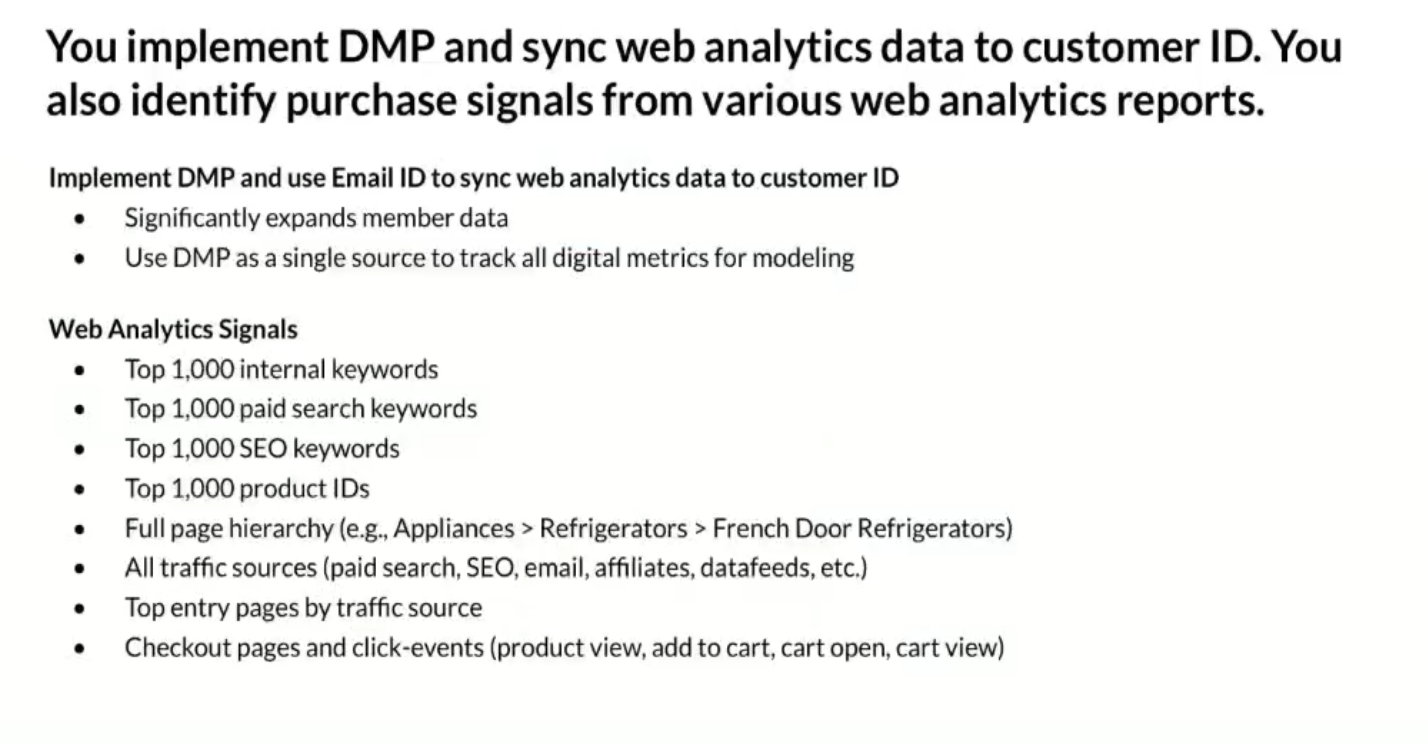 You implement DMP and sync web analytics data to customer ID. You
also identify purchase signals from various web analytics reports.
Implement DMP and use Email ID to sync web analytics data to customer ID
• Significantly expands member data
• Use DMP as a single source to track all digital metrics for modeling
Web Analytics Signals
• Top 1,000 internal keywords
• Top 1,000 paid search keywords
• Top 1,000 SEO keywords
• Top 1,000 product IDs
• Full page hierarchy (e.g., Appliances > Refrigerators > French Door Refrigerators)
• All traffic sources (paid search, SEO, email, affiliates, datafeeds, etc.)
• Top entry pages by traffic source
• Checkout pages and click-events (product view, add to cart, cart open, cart view)